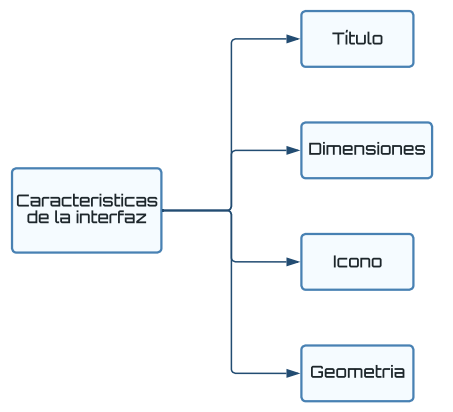 Título
Dimensiones
Caracteristicas
de la interfaz
Icono
Geometria